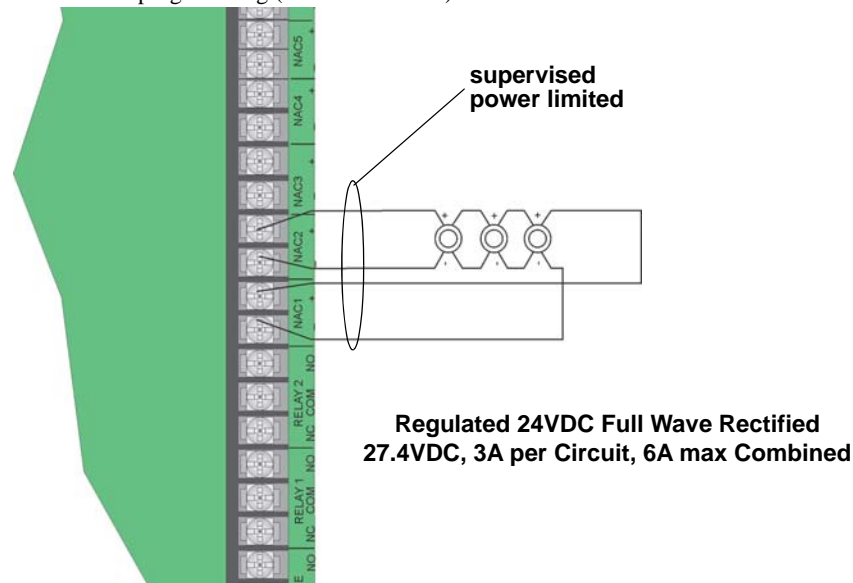 supervised
power limited
NAC5
+
–
NAC4
+
–
NAC3
+
–
NAC2
+
–
NAC1
+
–
RELAY 2
NO
COM
NC
RELAY 1
NO
COM
NC
NO
E
+ + +
- - -
Regulated 24VDC Full Wave Rectified
27.4VDC, 3A per Circuit, 6A max Combined